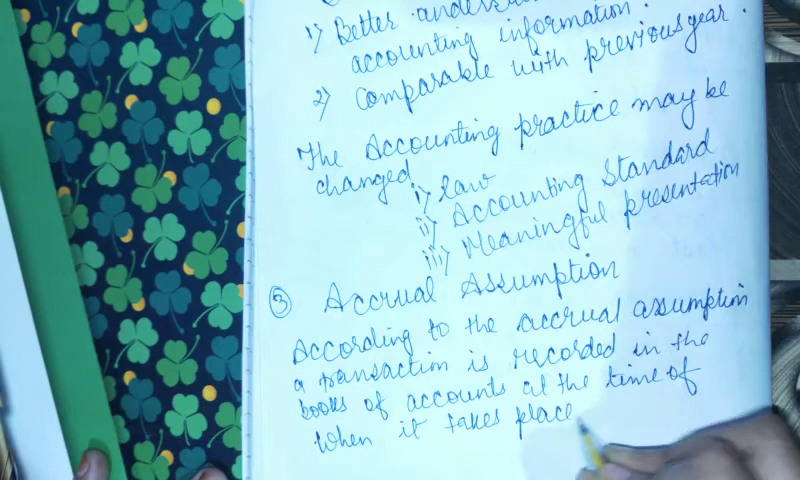 1) Better
accounting information.
2) Comparable with previous year.
The Accounting practice may be
changed i) law
ii) Accounting Standard
iii) Meaningful presentation
③ Accrual Assumption
According to the accrual assumption
a transaction is recorded in the
books of accounts at the time of
when it takes place